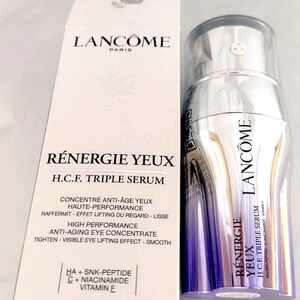 LANCÔME
PARIS
RÉNERGIE YEUX
H.C.F. TRIPLE SERUM
CONCENTRÉ ANTI-ÂGE YEUX
HAUTE-PERFORMANCE
RAFFERMIT - EFFET LIFTING DU REGARD - LISSE
HIGH PERFORMANCE
ANTI-AGING EYE CONCENTRATE
TIGHTEN - VISIBLE EYE LIFTING EFFECT - SMOOTH
HA + SNK-PEPTIDE
C + NIACINAMIDE
VITAMIN F
LANCÔME
RÉNERGIE
YEUX
H.C.F. TRIPLE SERUM